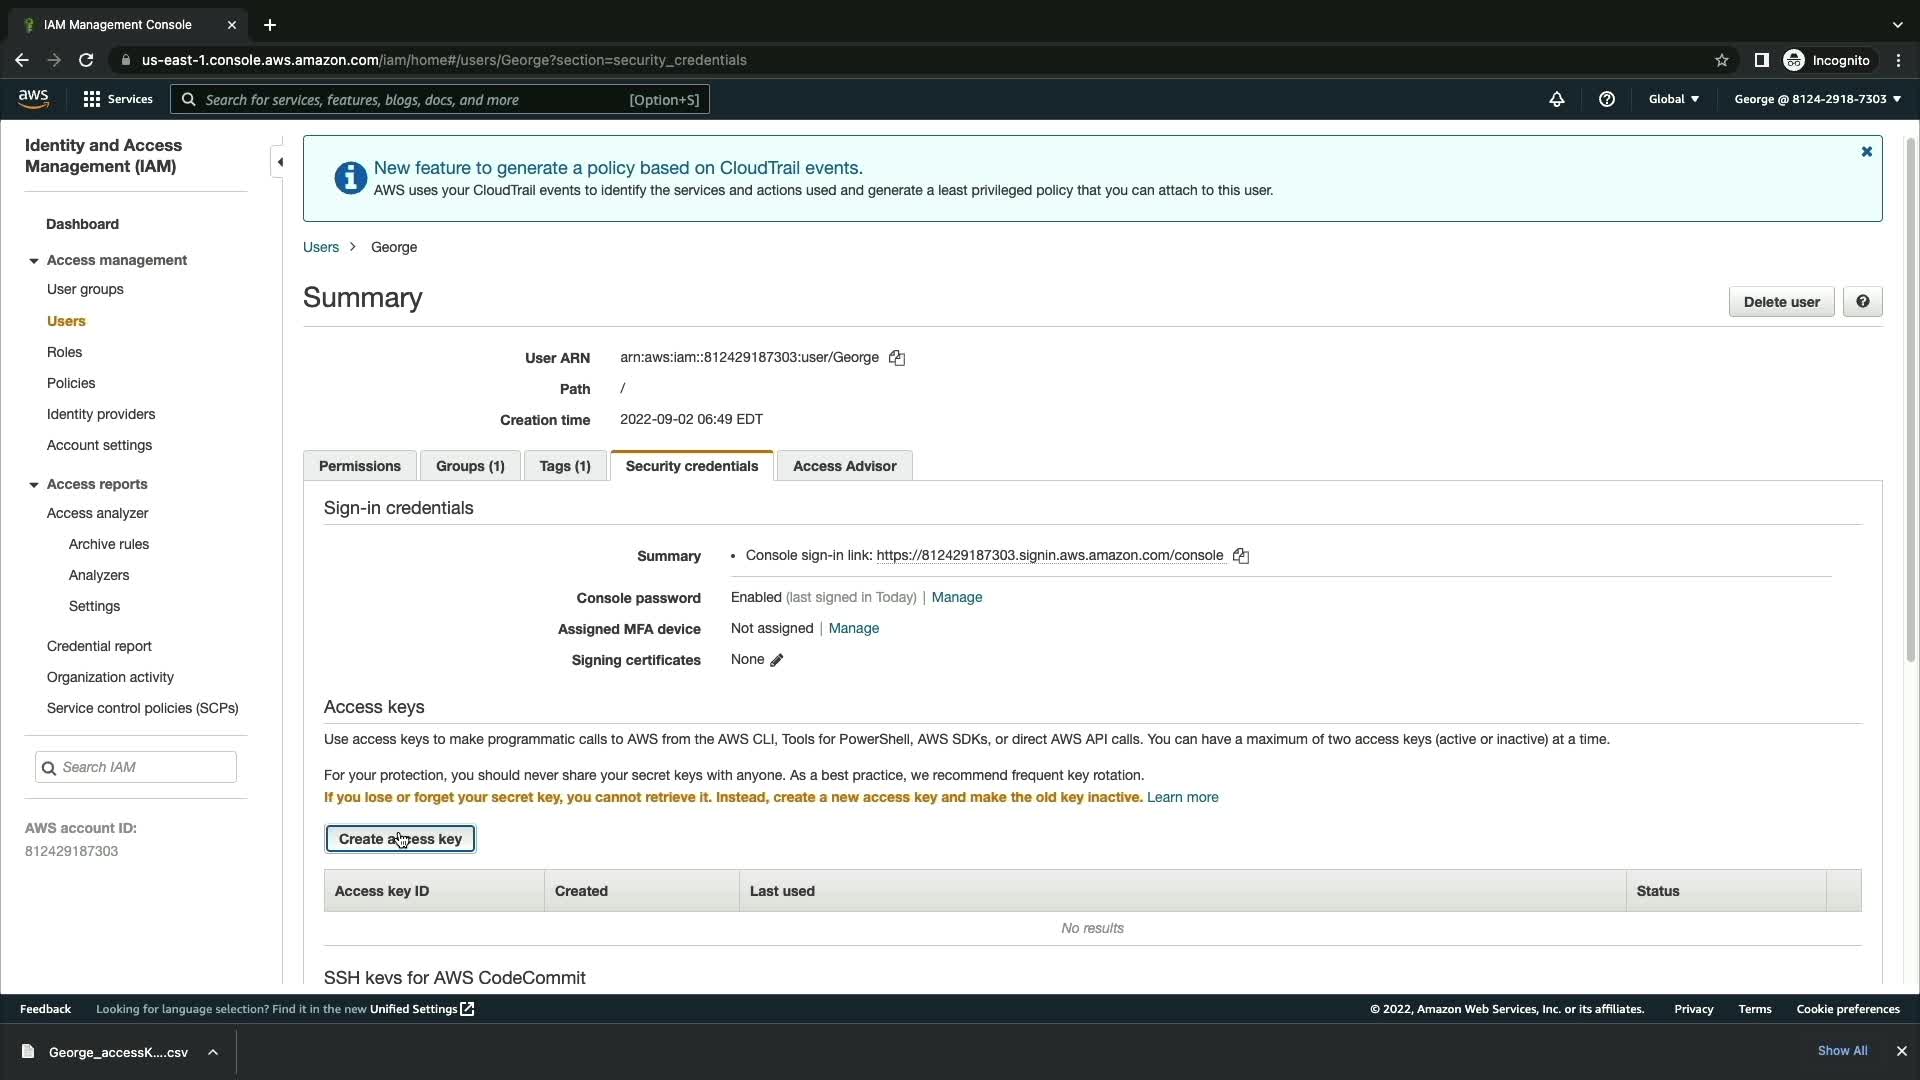 IAM Management Console
us-east-1.console.aws.amazon.com/iam/home#/users/George?section=security_credentials
Incognito
aws
Services
Search for services, features, blogs, docs, and more
[Option+S]
Global
George @ 8124-2918-7303
Identity and Access
Management (IAM)
Dashboard
Access management
User groups
Users
Roles
Policies
Identity providers
Account settings
Access reports
Access analyzer
Archive rules
Analyzers
Settings
Credential report
Organization activity
Service control policies (SCPs)
Search IAM
AWS account ID:
812429187303
New feature to generate a policy based on CloudTrail events.
AWS uses your CloudTrail events to identify the services and actions used and generate a least privileged policy that you can attach to this user.
Users > George
Summary
Delete user
User ARN arn:aws:iam::812429187303:user/George
Path /
Creation time 2022-09-02 06:49 EDT
Permissions Groups (1) Tags (1) Security credentials Access Advisor
Sign-in credentials
Summary • Console sign-in link: https://812429187303.signin.aws.amazon.com/console
Console password Enabled (last signed in Today) | Manage
Assigned MFA device Not assigned | Manage
Signing certificates None
Access keys
Use access keys to make programmatic calls to AWS from the AWS CLI, Tools for PowerShell, AWS SDKs, or direct AWS API calls. You can have a maximum of two access keys (active or inactive) at a time.
For your protection, you should never share your secret keys with anyone. As a best practice, we recommend frequent key rotation.
If you lose or forget your secret key, you cannot retrieve it. Instead, create a new access key and make the old key inactive. Learn more
Create access key
Access key ID Created Last used Status
No results
SSH keys for AWS CodeCommit
Feedback Looking for language selection? Find it in the new Unified Settings
© 2022, Amazon Web Services, Inc. or its affiliates. Privacy Terms Cookie preferences
George_accessK....csv
Show All